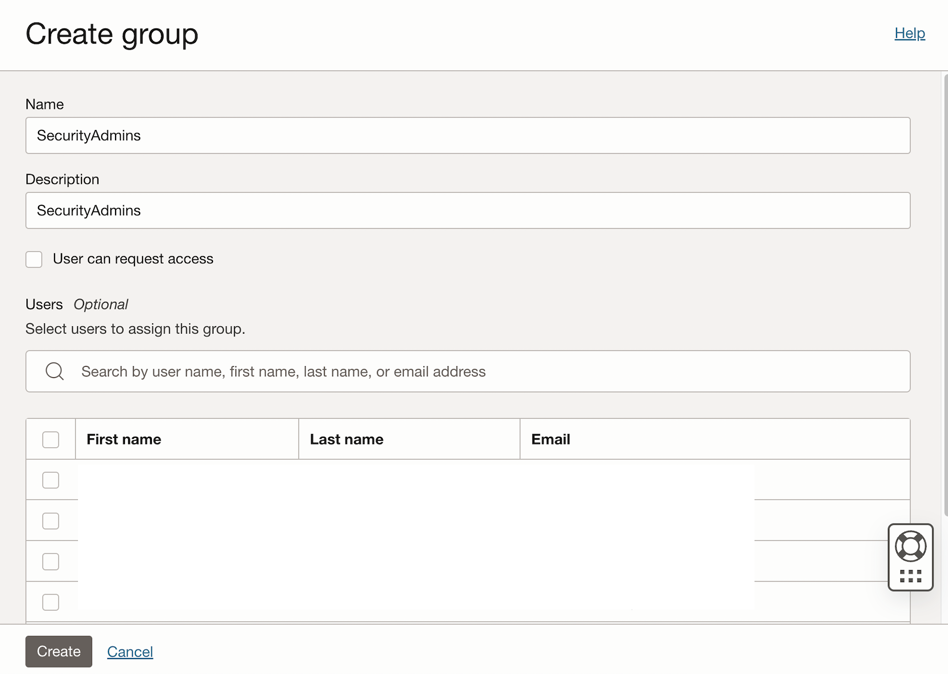 Create group
Help
Name
SecurityAdmins
Description
SecurityAdmins
User can request access
Users Optional
Select users to assign this group.
Search by user name, first name, last name, or email address
First name Last name Email
Create Cancel